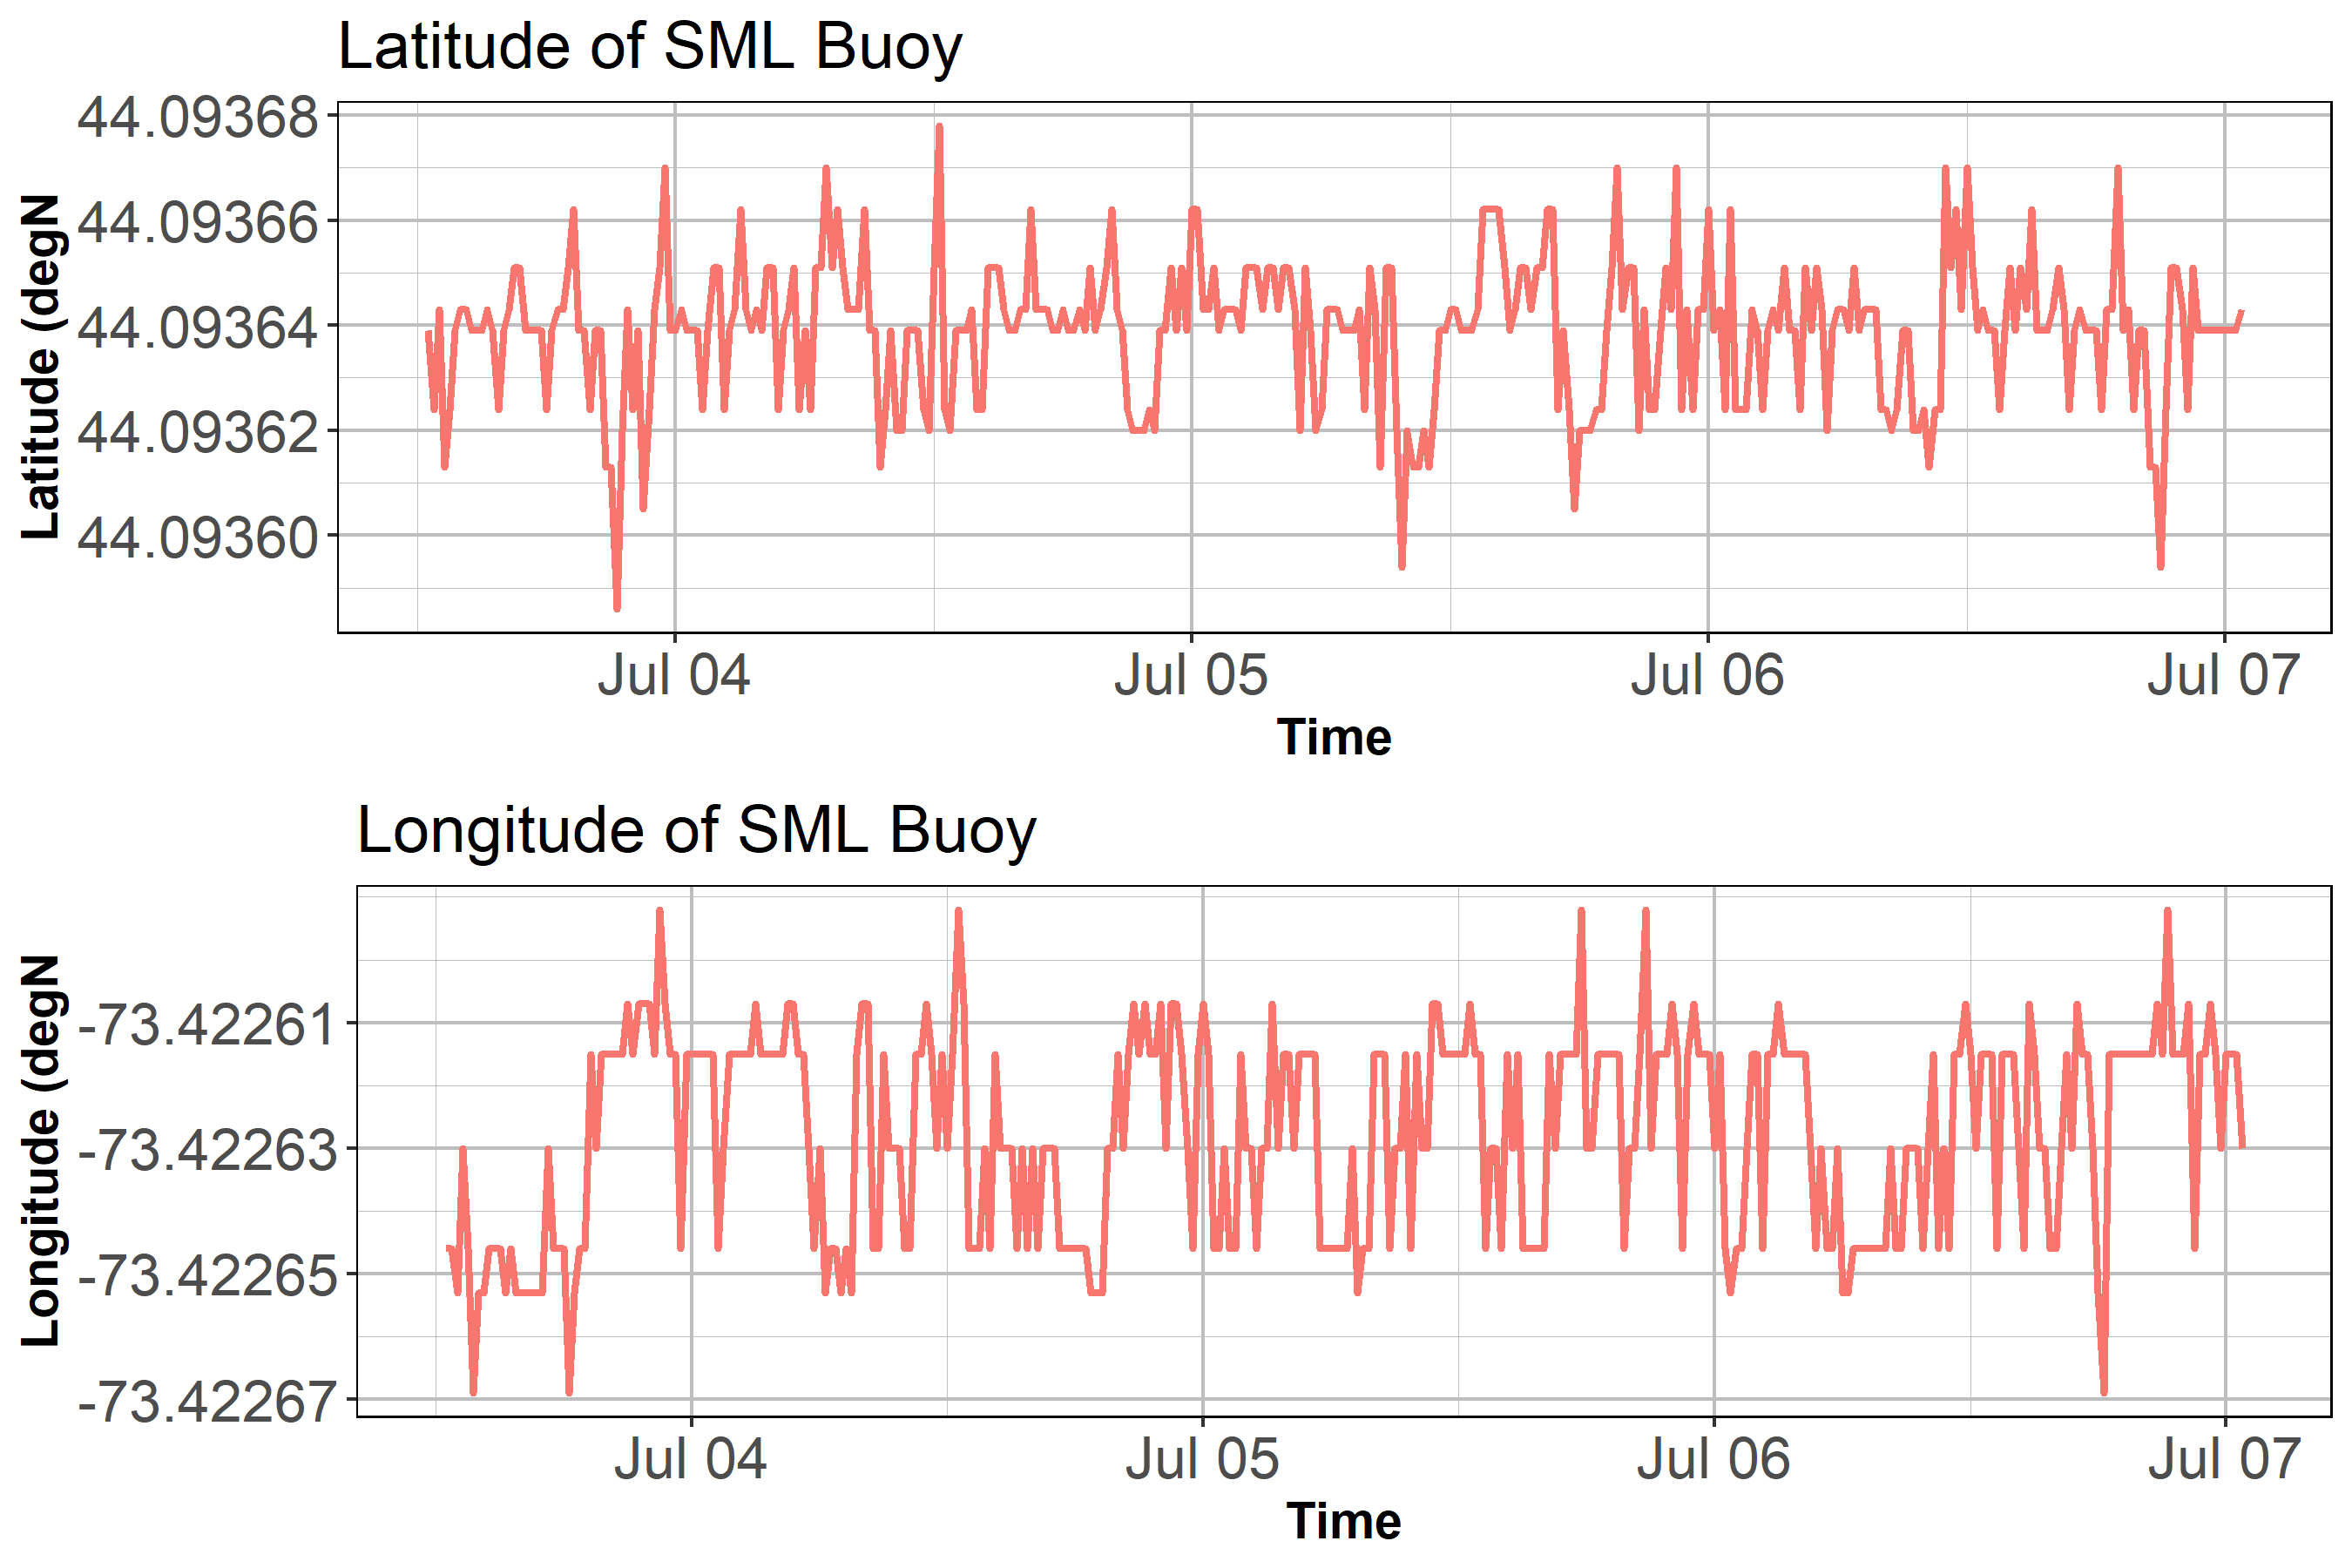 Latitude of SML Buoy
44.09368
44.09366
44.09364
44.09362
44.09360
Latitude (degN
Jul 04 Jul 05 Jul 06 Jul 07
Time
Longitude of SML Buoy
-73.42261
-73.42263
-73.42265
-73.42267
Longitude (degN
Jul 04 Jul 05 Jul 06 Jul 07
Time